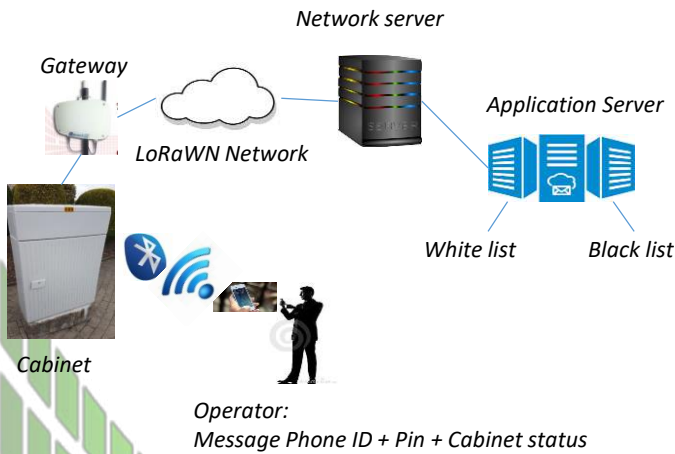 Network server
Gateway
Application Server
LoRaWN Network
White list
Black list
Cabinet
Operator:
Message Phone ID + Pin + Cabinet status